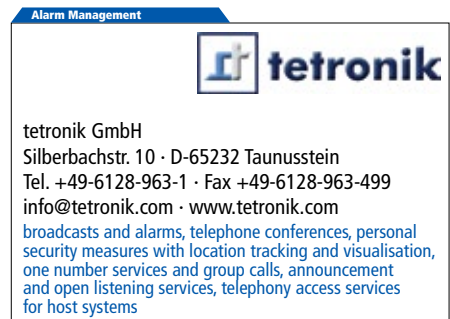 Alarm Management
tetronik
tetronik GmbH
Silberbachstr. 10 · D-65232 Taunusstein
Tel. +49-6128-963-1 · Fax +49-6128-963-499
info@tetronik.com · www.tetronik.com
broadcasts and alarms, telephone conferences, personal
security measures with location tracking and visualisation,
one number services and group calls, announcement
and open listening services, telephony access services
for host systems